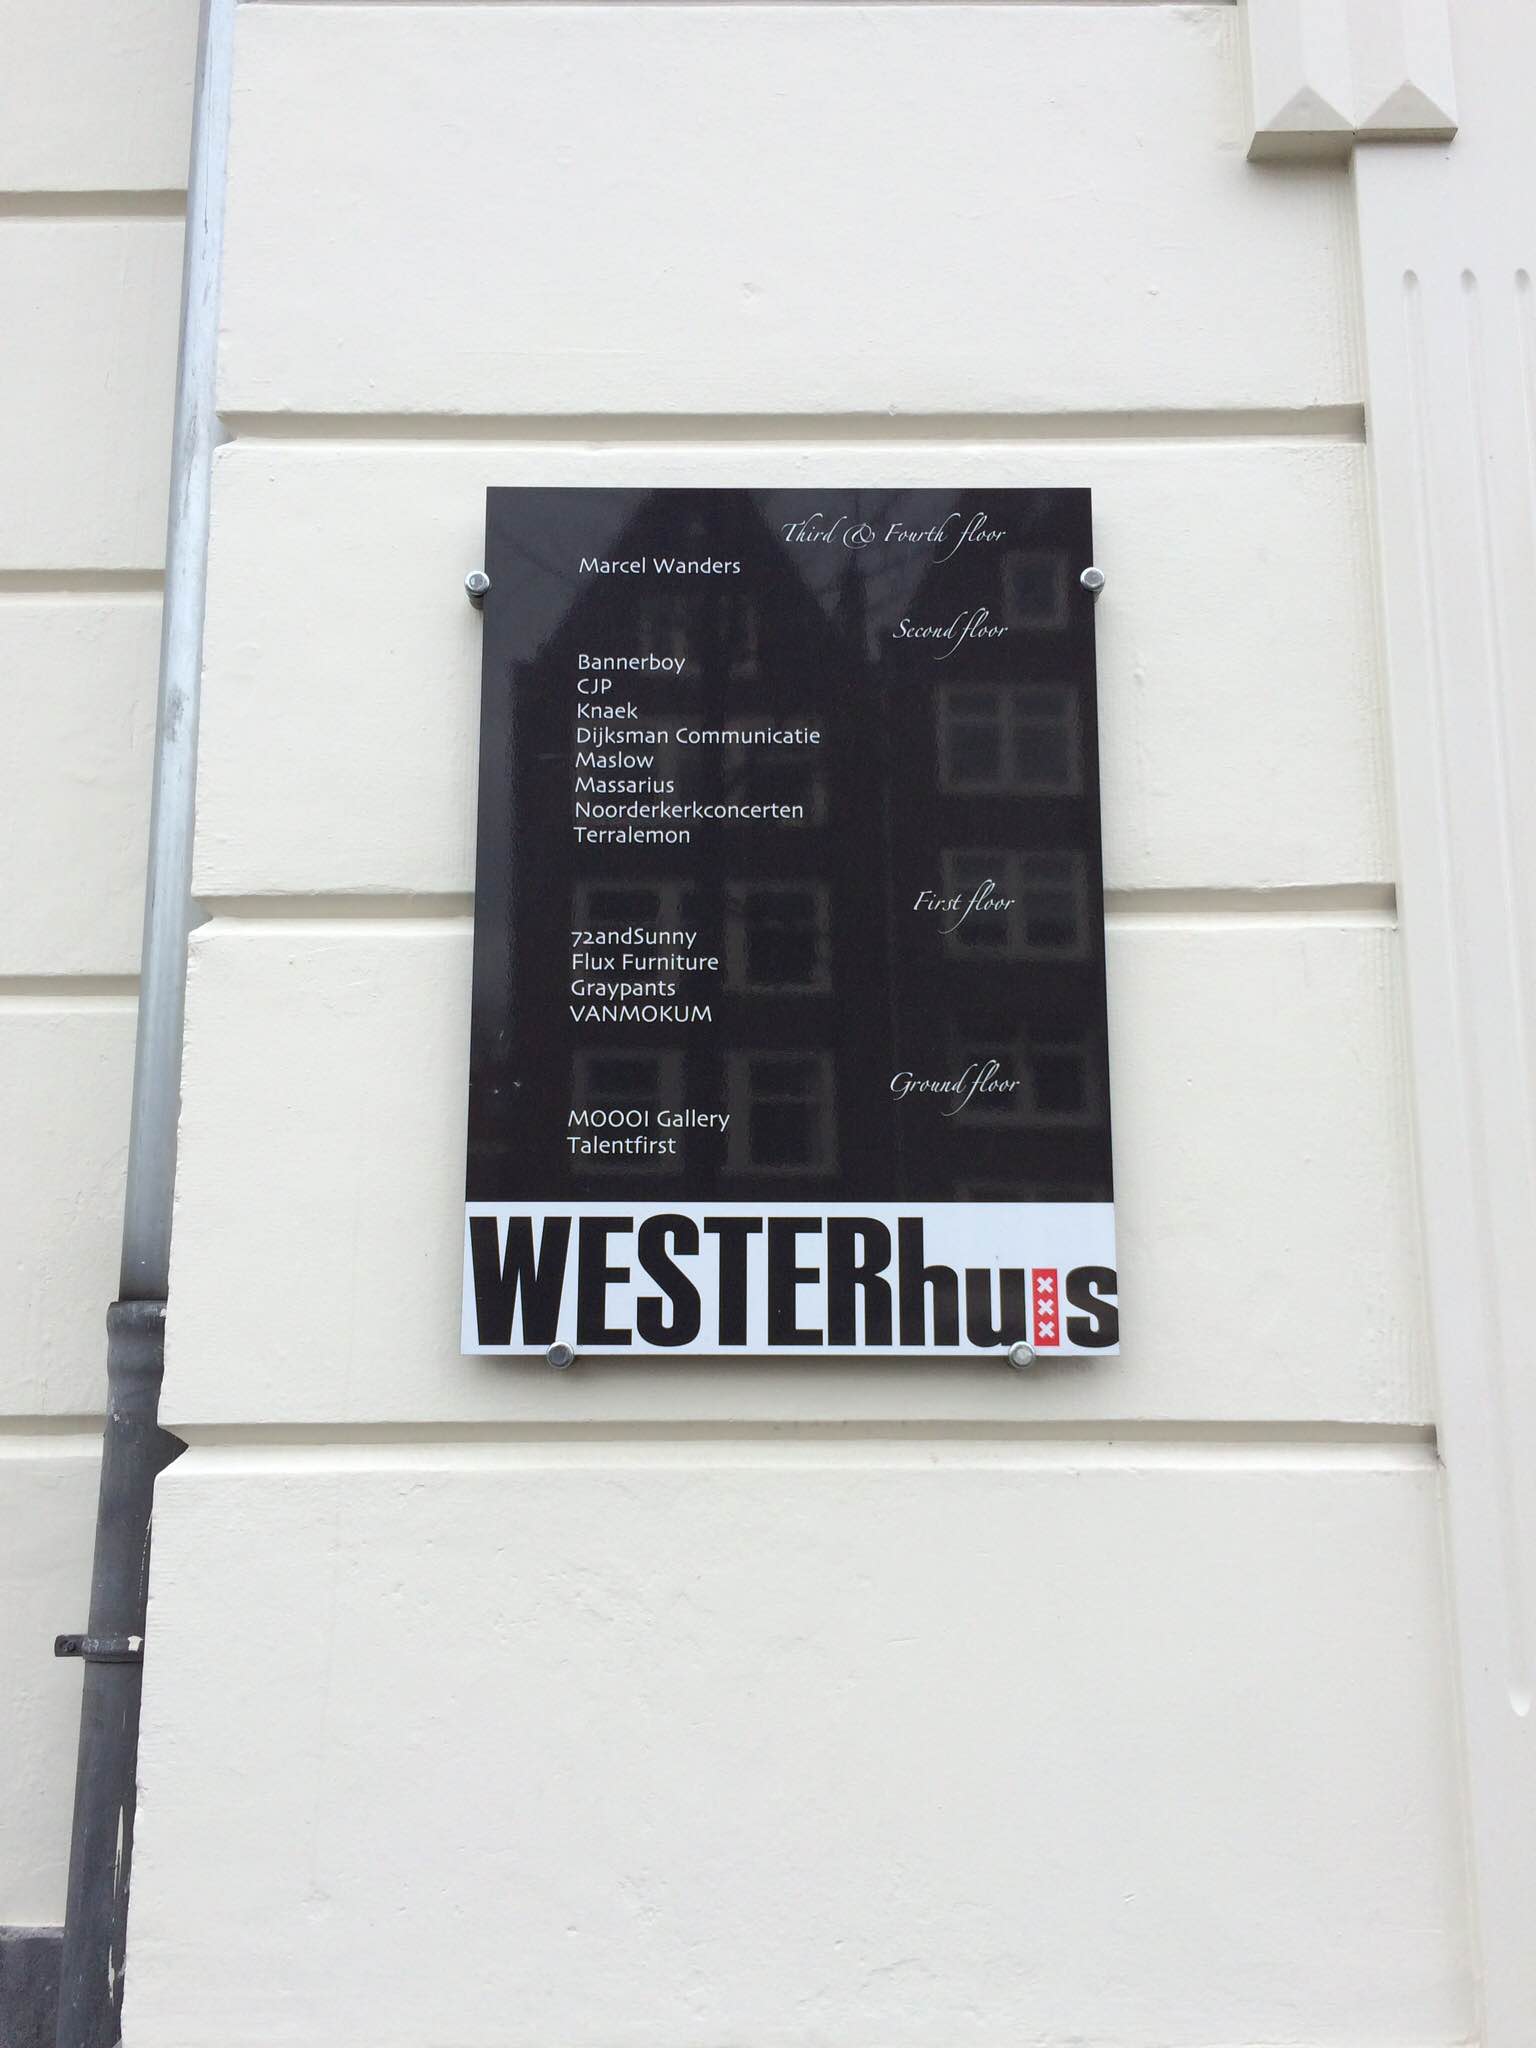 Third & Fourth floor
Marcel Wanders
Second floor
Bannerboy
CJP
Knaek
Dijksman Communicatie
Maslow
Massarius
Noorderkerkconcerten
Terralemon
First floor
72andSunny
Flux Furniture
Graypants
VANMOKUM
Ground floor
MOOOI Gallery
Talentfirst
WESTERhuis